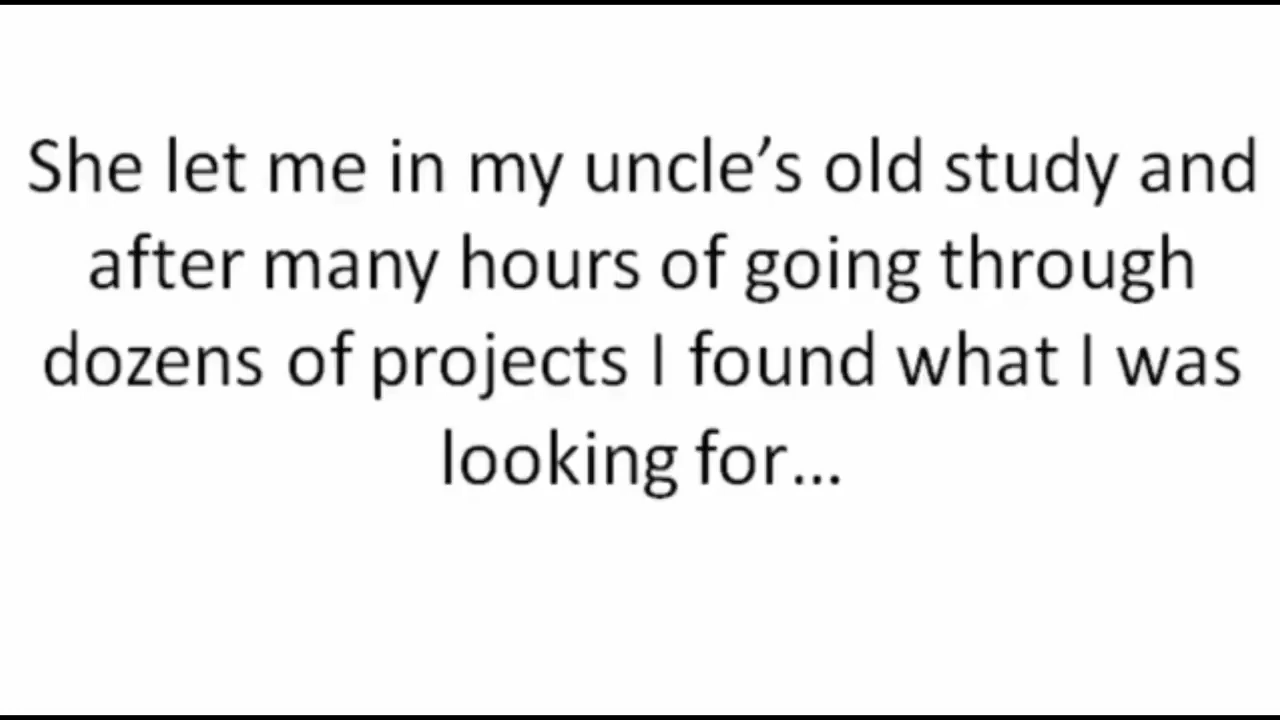 She let me in my uncle’s old study and
after many hours of going through
dozens of projects I found what I was
looking for...